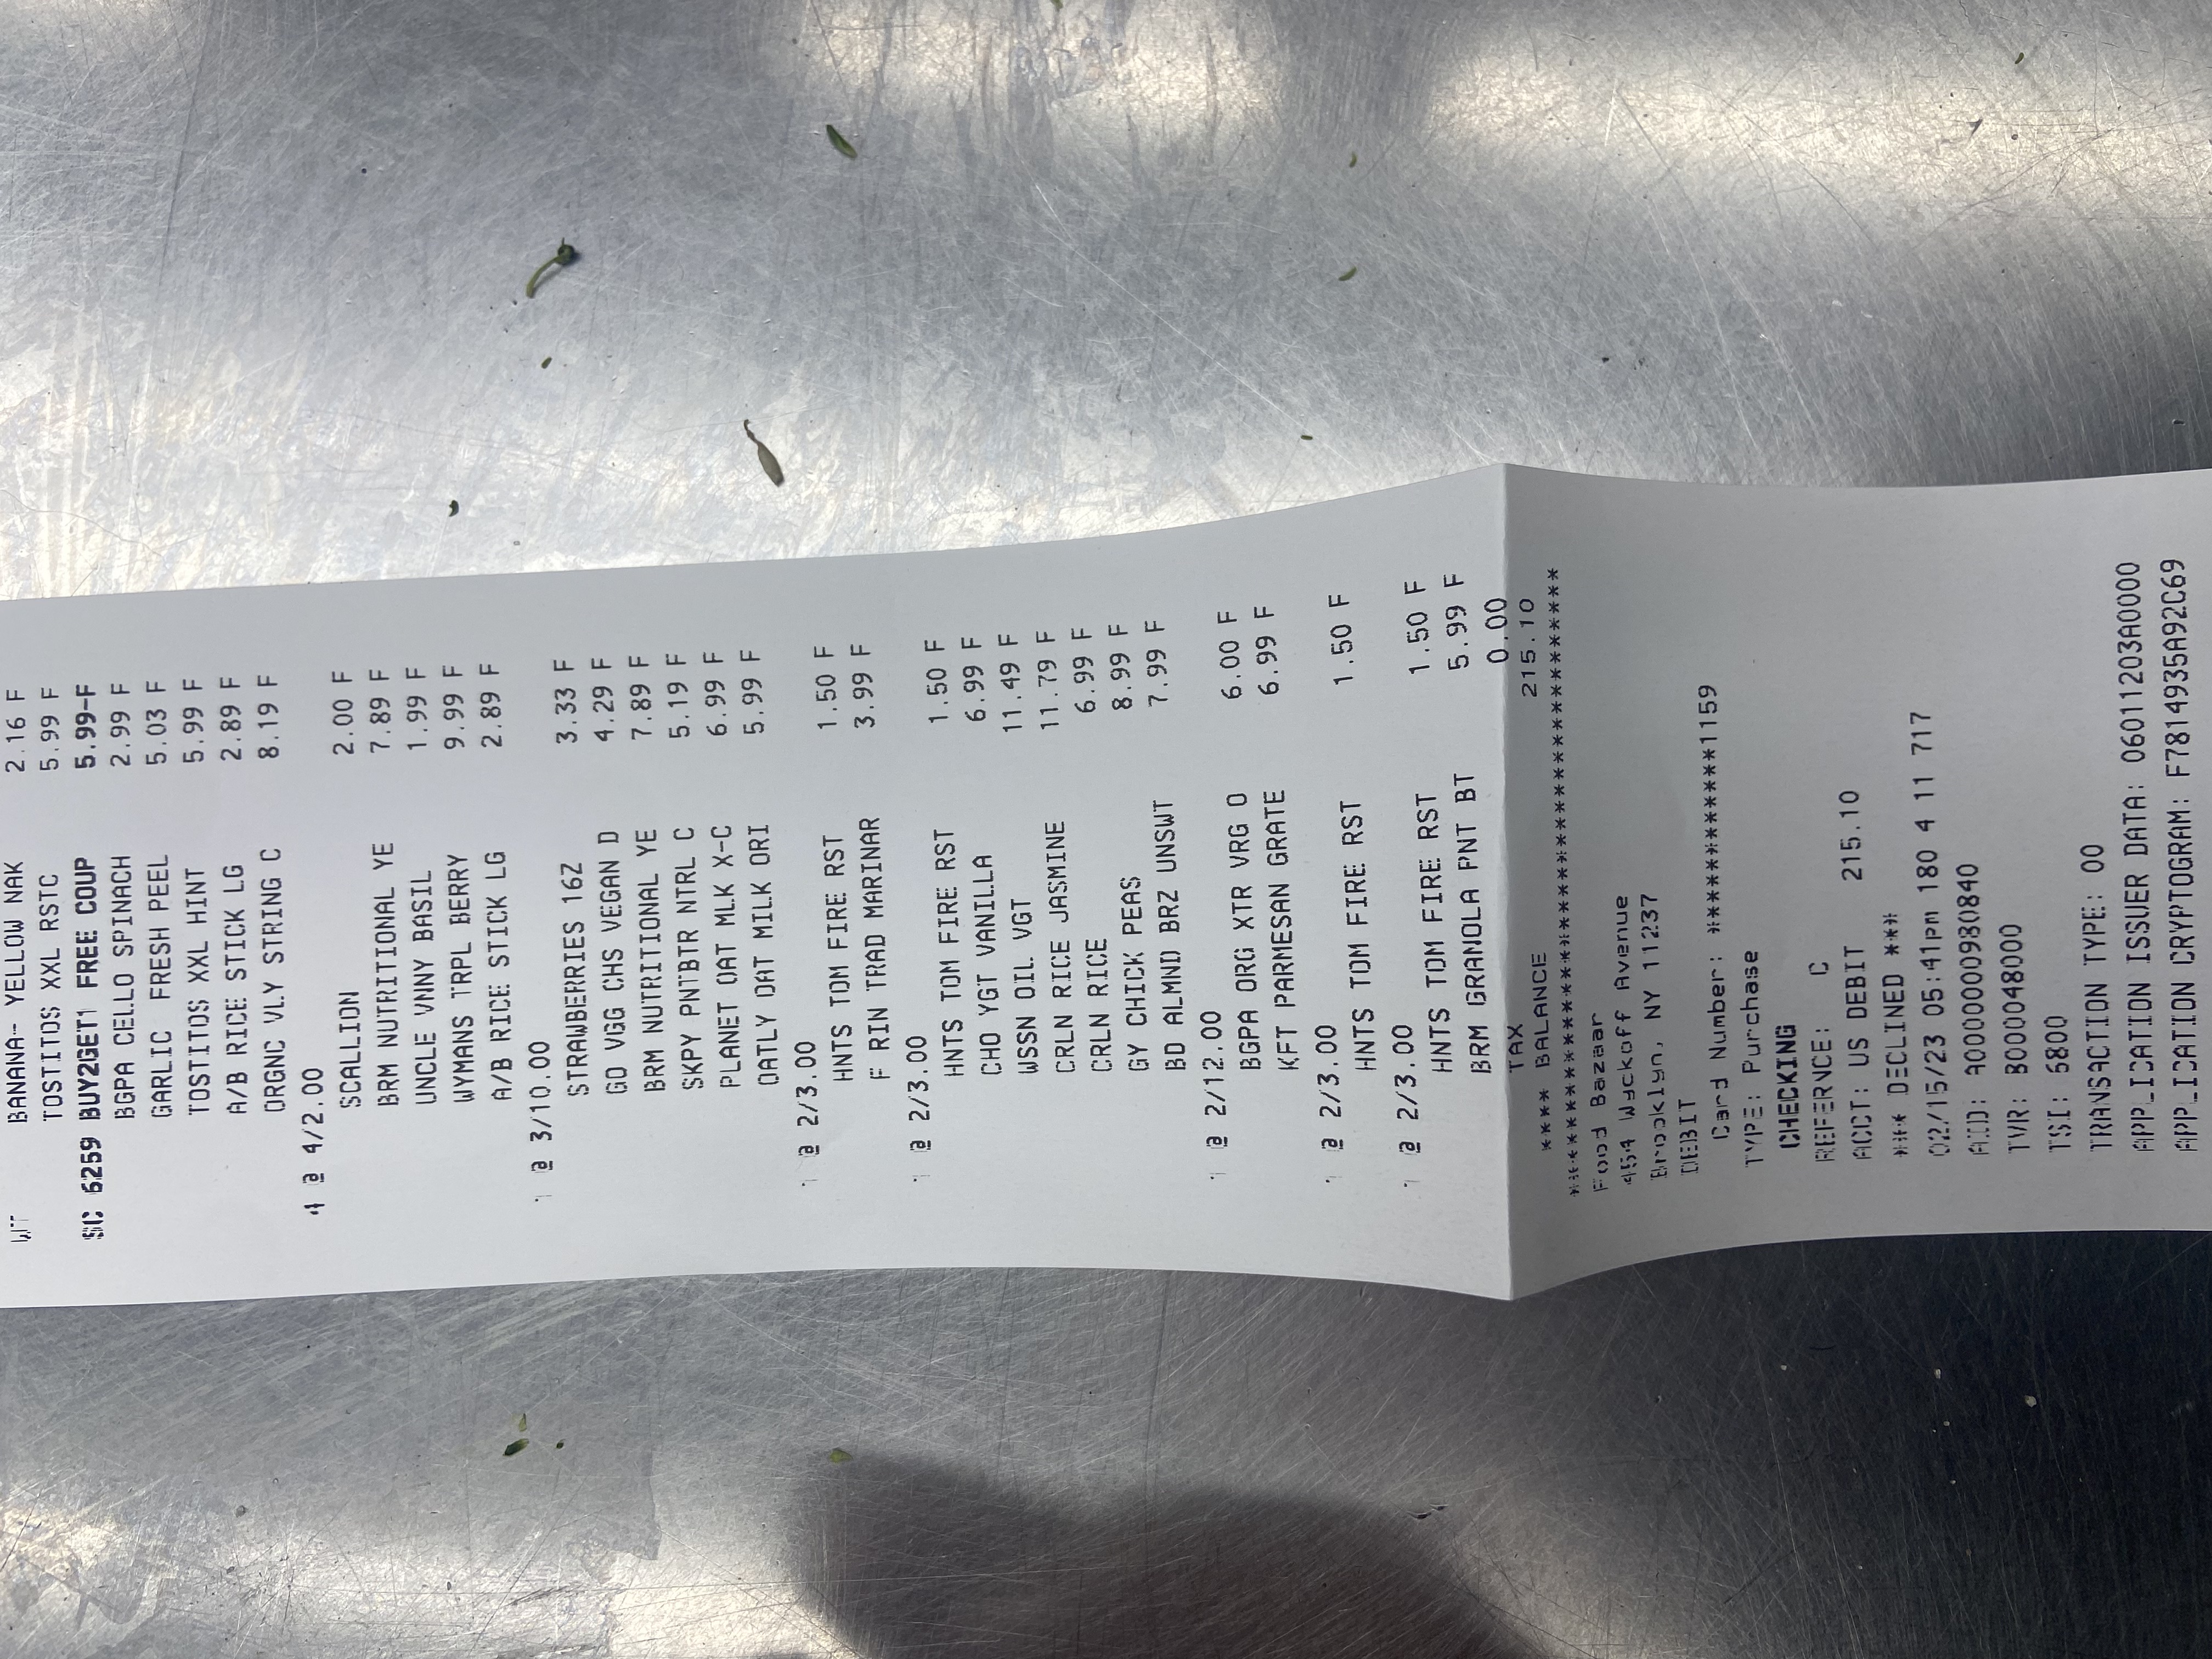 WT BANANA- YELLOW NAK 2.16 F
TOSTITOS XXL RSTC 5.99 F
SC 6259 BUY2GET1 FREE COUP 5.99-F
BGPA CELLO SPINACH 2.99 F
GARLIC FRESH PEEL 5.03 F
TOSTITOS XXL HINT 5.99 F
A/B RICE STICK LG 2.89 F
ORGNC VLY STRING C 8.19 F
4 @ 4/2.00
SCALLION 2.00 F
BRM NUTRITIONAL YE 7.89 F
UNCLE VNNY BASIL 1.99 F
WYMANS TRPL BERRY 9.99 F
A/B RICE STICK LG 2.89 F
1 @ 3/10.00
STRAWBERRIES 16Z 3.33 F
GO VGG CHS VEGAN D 4.29 F
BRM NUTRITIONAL YE 7.89 F
SKPY PNTBTR NTRL C 5.19 F
PLANET OAT MLK X-C 6.99 F
OATLY OAT MILK ORI 5.99 F
1 @ 2/3.00
HNTS TOM FIRE RST 1.50 F
F RIN TRAD MARINAR 3.99 F
1 @ 2/3.00
HNTS TOM FIRE RST 1.50 F
CHO YGT VANILLA 6.99 F
WSSN OIL VGT 11.49 F
CRLN RICE JASMINE 11.79 F
CRLN RICE 6.99 F
GY CHICK PEAS 8.99 F
BD ALMND BRZ UNSWT 7.99 F
1 @ 2/12.00
BGPA ORG XTR VRG O 6.00 F
KFT PARMESAN GRATE 6.99 F
1 @ 2/3.00
HNTS TOM FIRE RST 1.50 F
1 @ 2/3.00
HNTS TOM FIRE RST 1.50 F
BRM GRANOLA PNT BT 5.99 F
TAX 0.00
**** BALANCE 215.10
****************************************
Food Bazaar
454 Wyckoff Avenue
Brooklyn, NY 11237
DEBIT
Card Number: ************1159
TYPE: Purchase
CHECKING
REFERNCE: C
ACCT: US DEBIT 215.10
*** DECLINED ***
02/15/23 05:41pm 180 4 11 717
AID: A0000000980840
TVR: 8000048000
TSI: 6800
TRANSACTION TYPE: 00
APPLICATION ISSUER DATA: 06011203A0000
APPLICATION CRYPTOGRAM: F7814935A92C69